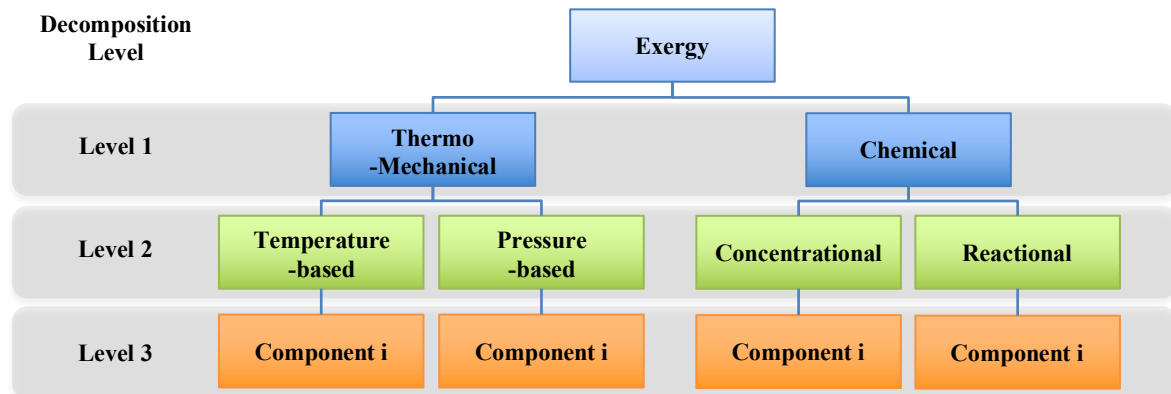 Decomposition
Level
Exergy
Level 1
Thermo
-Mechanical
Chemical
Level 2
Temperature
-based
Pressure
-based
Concentrational
Reactional
Level 3
Component i
Component i
Component i
Component i